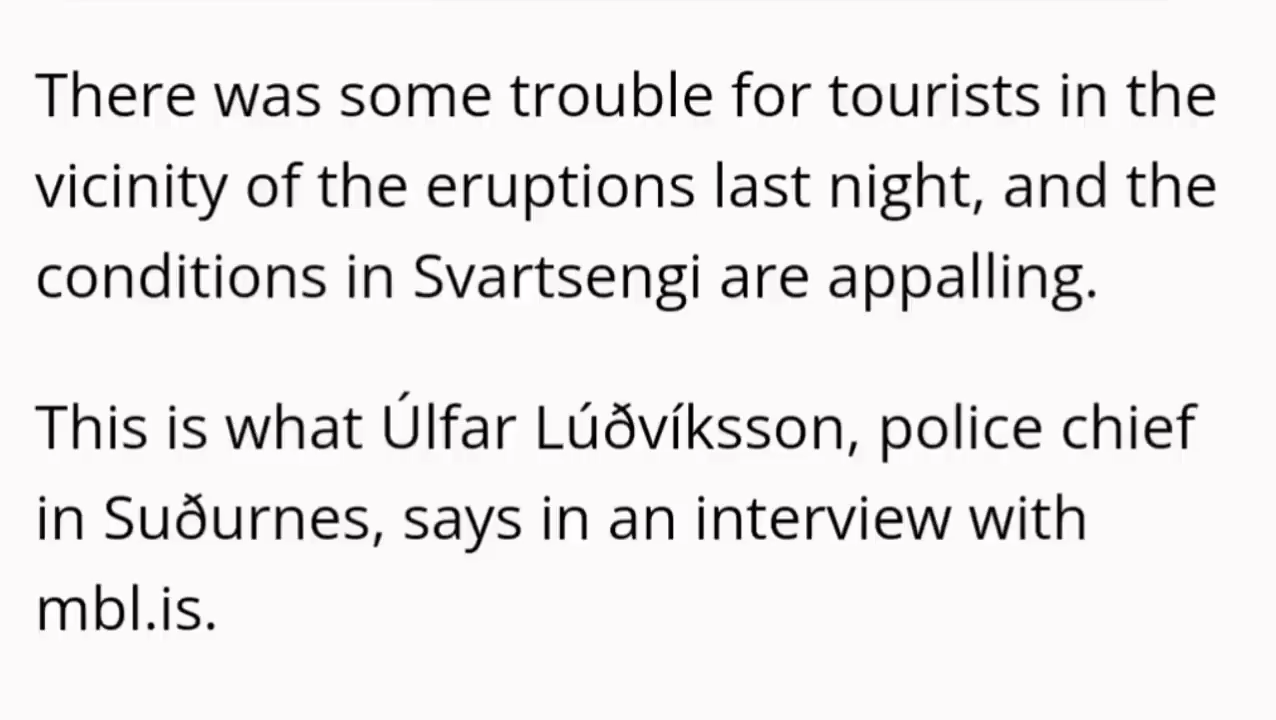 There was some trouble for tourists in the
vicinity of the eruptions last night, and the
conditions in Svartsengi are appalling.
This is what Úlfar Lúðvíksson, police chief
in Suðurnes, says in an interview with
mbl.is.